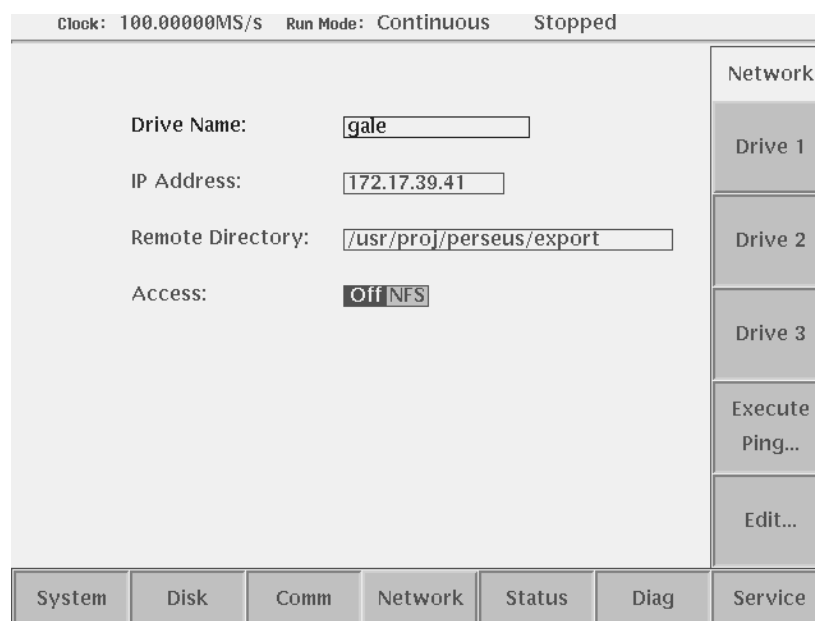 Clock: 100.00000MS/s Run Mode: Continuous Stopped
Network
Drive Name: gale
Drive 1
IP Address: 172.17.39.41
Remote Directory: /usr/proj/perseus/export
Drive 2
Access: Off NFS
Drive 3
Execute
Ping...
Edit...
System Disk Comm Network Status Diag Service